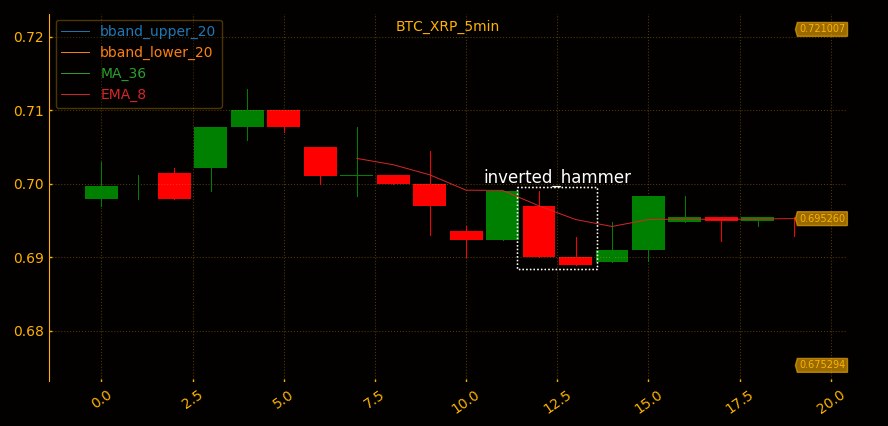 BTC_XRP_5min
bband_upper_20
bband_lower_20
MA_36
EMA_8
inverted_hammer
0.72
0.71
0.70
0.69
0.68
0.721007
0.695260
0.675294
0.0
2.5
5.0
7.5
10.0
12.5
15.0
17.5
20.0